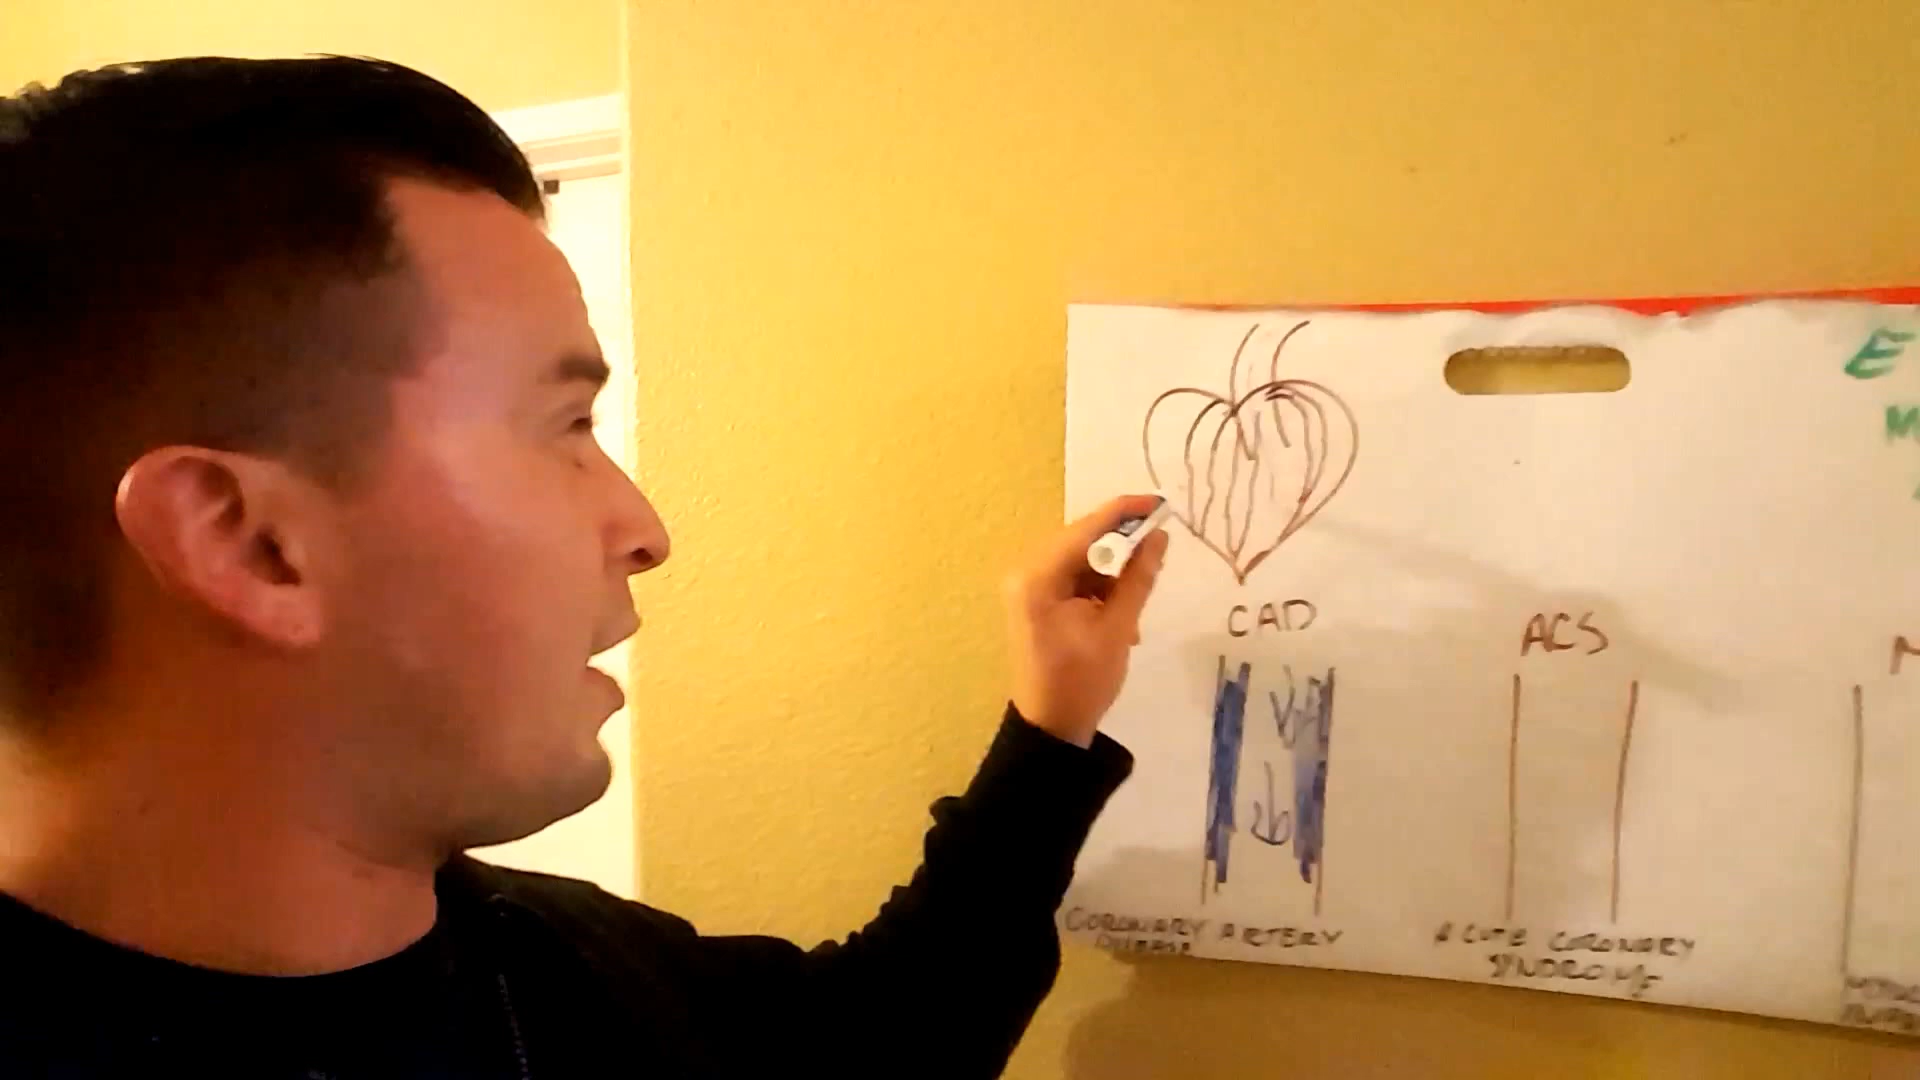 CAD
ACS
CORONARY ARTERY
DISEASE
ACUTE CORONARY
SYNDROME
E
M